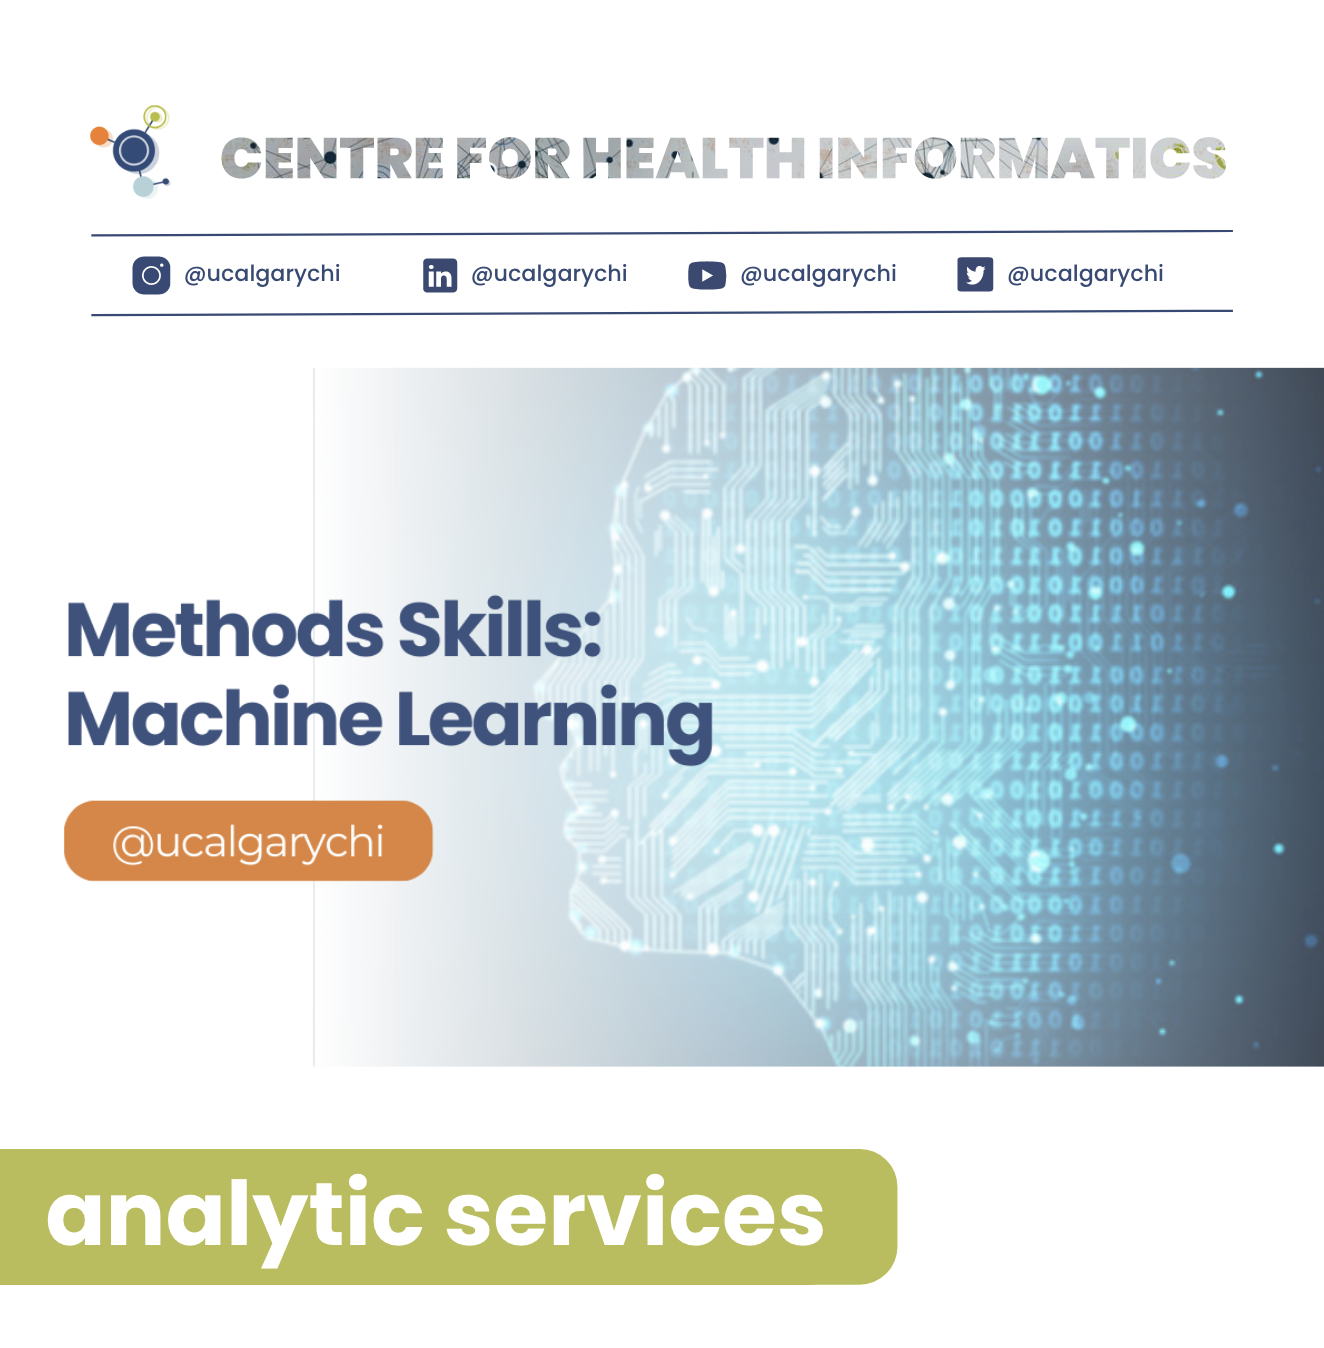 CENTRE FOR HEALTH INFORMATICS
@ucalgarychi
@ucalgarychi
@ucalgarychi
@ucalgarychi
Methods Skills:
Machine Learning
@ucalgarychi
analytic services